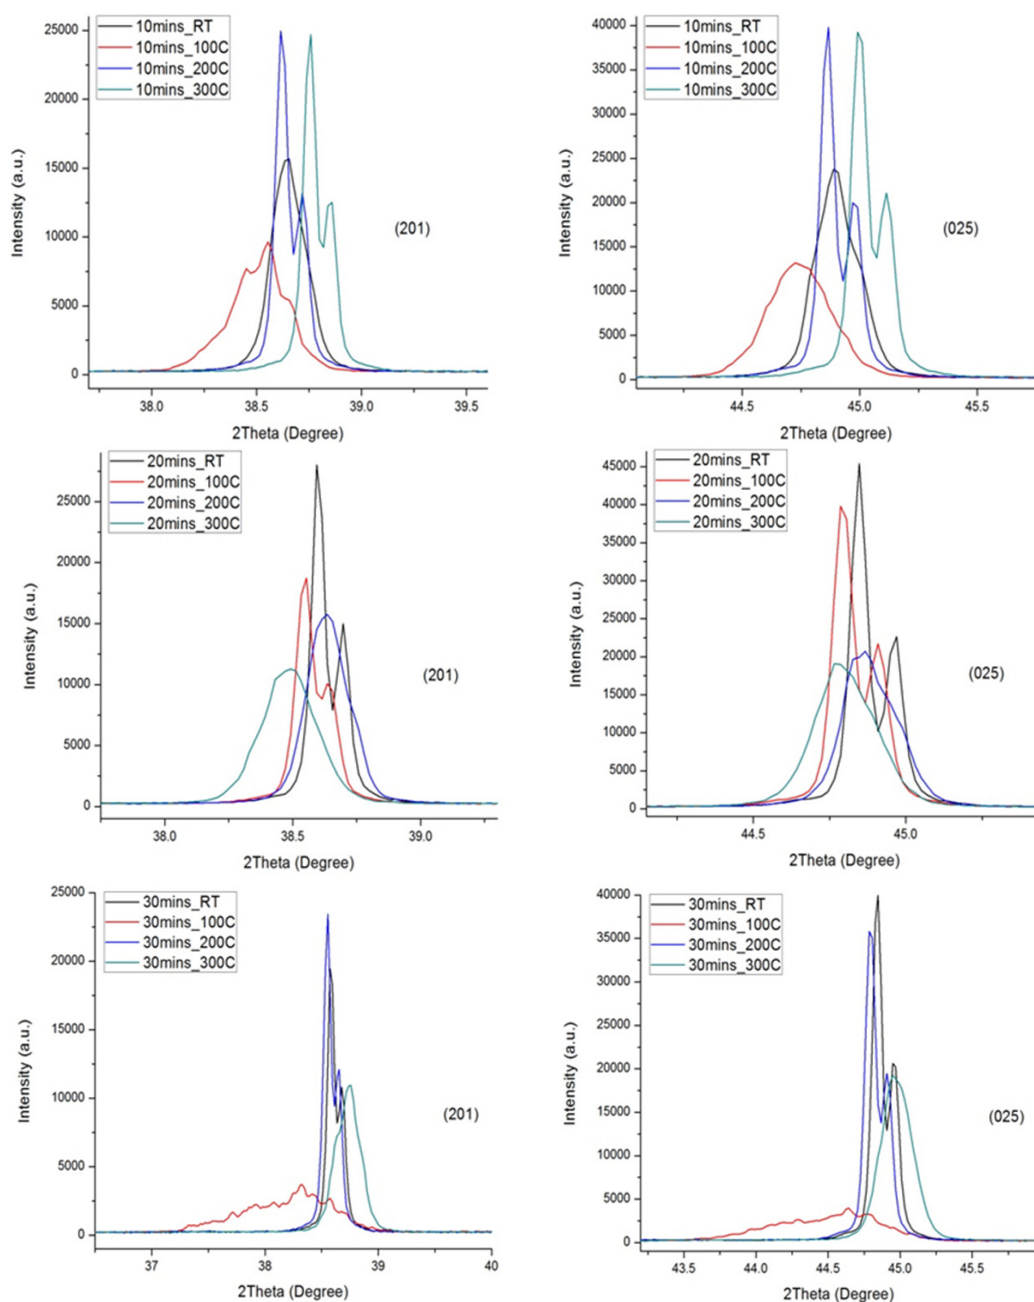 10mins_RT
10mins_100C
10mins_200C
10mins_300C
25000
20000
15000
10000
5000
0
Intensity (a.u.)
(201)
38.0
38.5
39.0
39.5
2Theta (Degree)
10mins_RT
10mins_100C
10mins_200C
10mins_300C
40000
35000
30000
25000
20000
15000
10000
5000
0
Intensity (a.u.)
(025)
44.5
45.0
45.5
2Theta (Degree)
20mins_RT
20mins_100C
20mins_200C
20mins_300C
25000
20000
15000
10000
5000
0
Intensity (a.u.)
(201)
38.0
38.5
39.0
2Theta (Degree)
20mins_RT
20mins_100C
20mins_200C
20mins_300C
45000
40000
35000
30000
25000
20000
15000
10000
5000
0
Intensity (a.u.)
(025)
44.5
45.0
2Theta (Degree)
30mins_RT
30mins_100C
30mins_200C
30mins_300C
25000
20000
15000
10000
5000
0
Intensity (a.u.)
(201)
37
38
39
40
2Theta (Degree)
30mins_RT
30mins_100C
30mins_200C
30mins_300C
40000
35000
30000
25000
20000
15000
10000
5000
0
Intensity (a.u.)
(025)
43.5
44.0
44.5
45.0
45.5
2Theta (Degree)